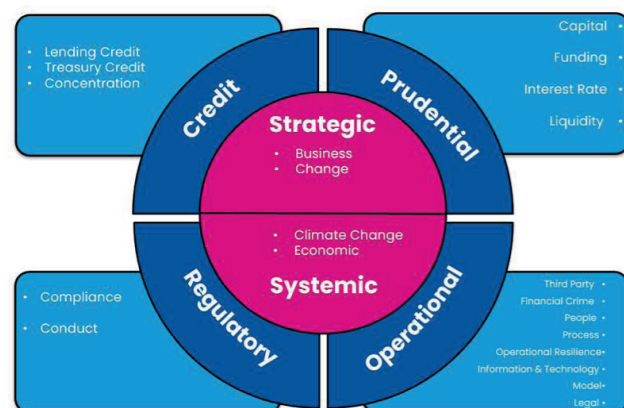 • Lending Credit
• Treasury Credit
• Concentration
Credit
Prudential
Capital •
Funding •
Interest Rate •
Liquidity •
Strategic
• Business
• Change
• Climate Change
• Economic
Systemic
Regulatory
Operational
• Compliance
• Conduct
Third Party •
Financial Crime •
People •
Process •
Operational Resilience•
Information & Technology •
Model•
Legal •